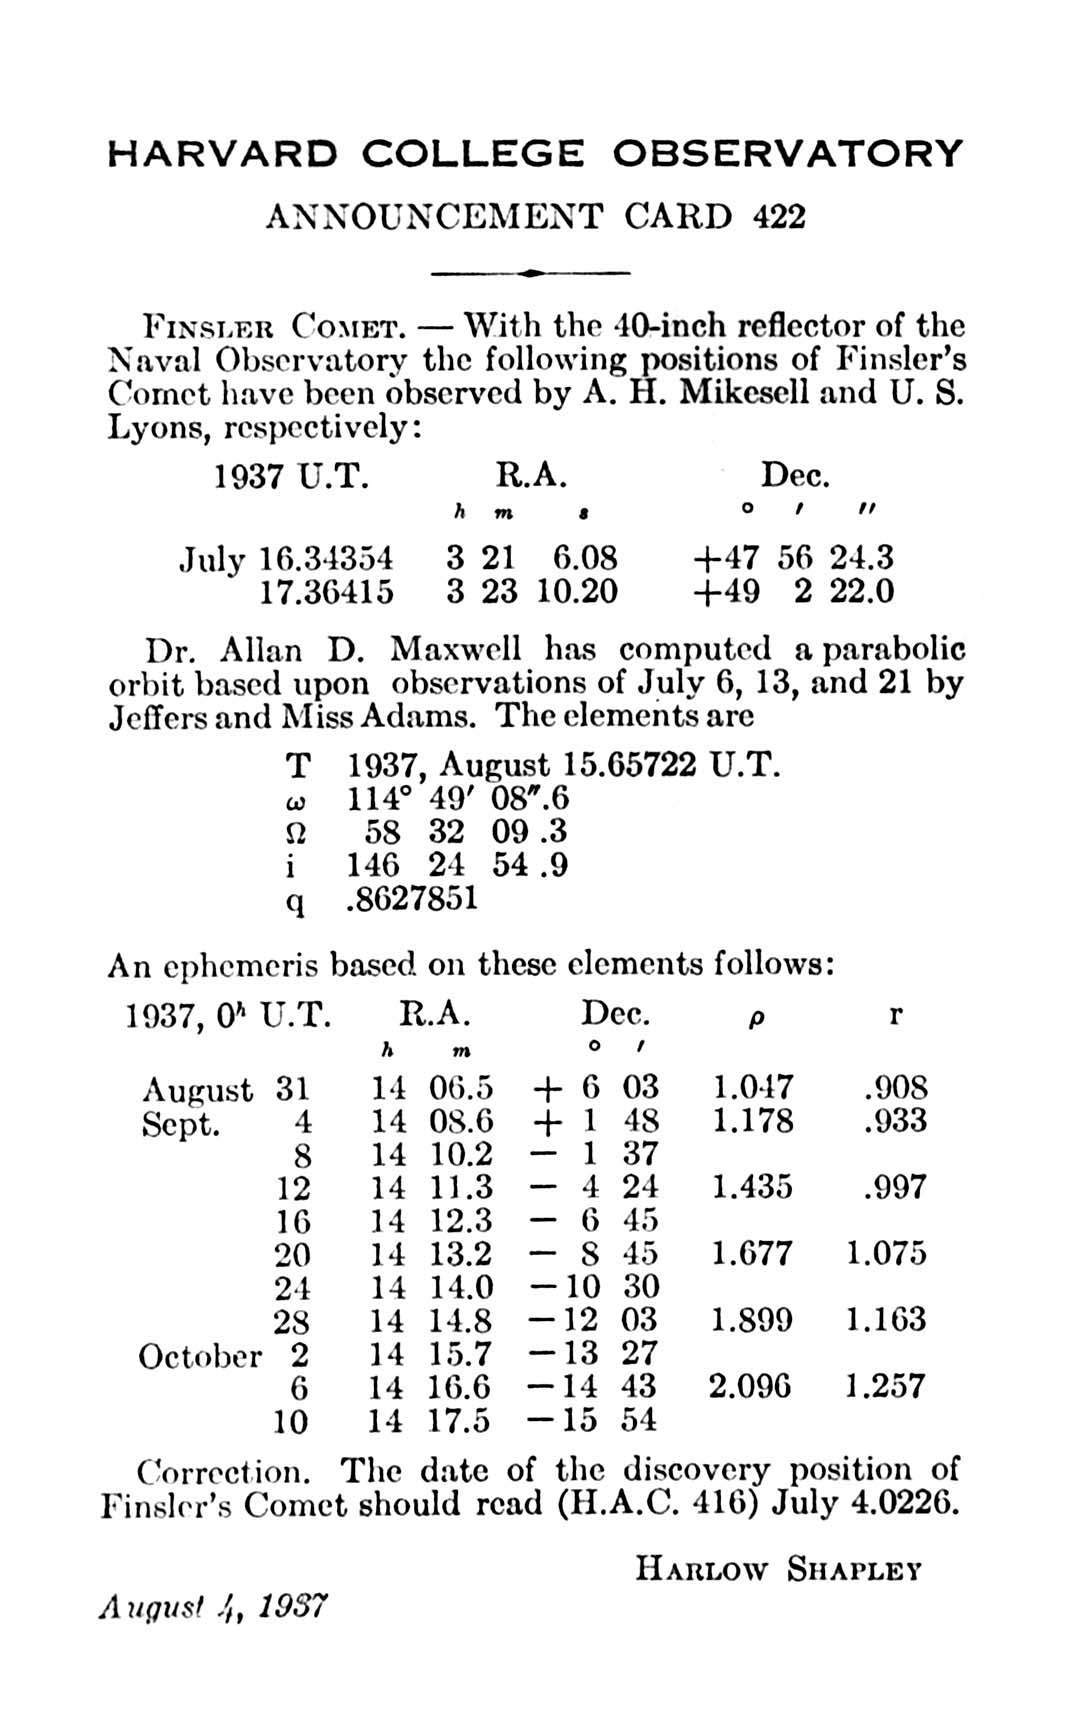 HARVARD COLLEGE OBSERVATORY
ANNOUNCEMENT CARD 422
FINSLER COMET. — With the 40-inch reflector of the
Naval Observatory the following positions of Finsler's
Comet have been observed by A. H. Mikesell and U. S.
Lyons, respectively:
1937 U.T. R.A. Dec.
h m s ° ′ ″
July 16.34354 3 21 6.08 +47 56 24.3
17.36415 3 23 10.20 +49 2 22.0
Dr. Allan D. Maxwell has computed a parabolic
orbit based upon observations of July 6, 13, and 21 by
Jeffers and Miss Adams. The elements are
T 1937, August 15.65722 U.T.
ω 114° 49′ 08″.6
Ω 58 32 09 .3
i 146 24 54 .9
q .8627851
An ephemeris based on these elements follows:
1937, 0ʰ U.T. R.A. Dec. ρ r
h m ° ′
August 31 14 06.5 + 6 03 1.047 .908
Sept. 4 14 08.6 + 1 48 1.178 .933
8 14 10.2 — 1 37
12 14 11.3 — 4 24 1.435 .997
16 14 12.3 — 6 45
20 14 13.2 — 8 45 1.677 1.075
24 14 14.0 —10 30
28 14 14.8 —12 03 1.899 1.163
October 2 14 15.7 —13 27
6 14 16.6 —14 43 2.096 1.257
10 14 17.5 —15 54
Correction. The date of the discovery position of
Finsler's Comet should read (H.A.C. 416) July 4.0226.
HARLOW SHAPLEY
August 4, 1937